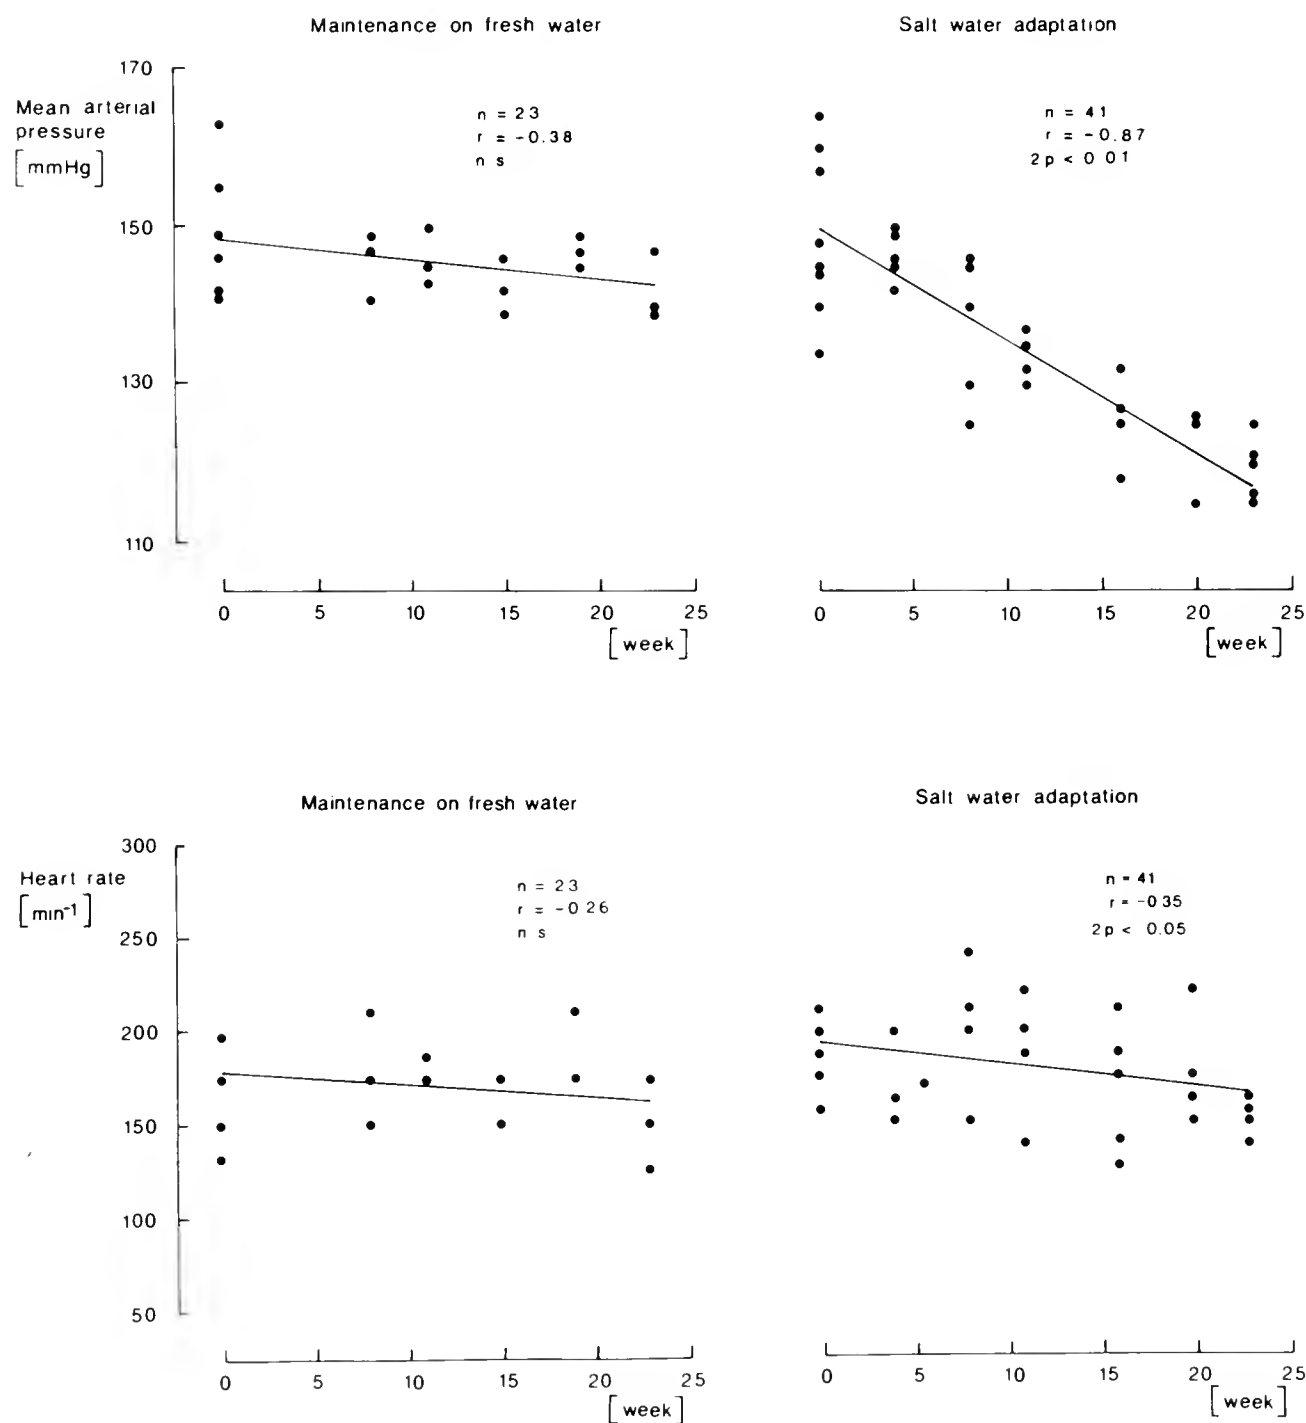 Maintenance on fresh water
Salt water adaptation
170
Mean arterial
pressure
[mmHg]
n = 23
r = -0.38
n s
n = 41
r = -0.87
2p < 0 01
150
130
110
0 5 10 15 20 25
[week]
0 5 10 15 20 25
[week]
Maintenance on fresh water
Salt water adaptation
300
Heart rate
[min-1]
n = 23
r = -0 26
n s
n = 41
r = -0 35
2p < 0.05
250
200
150
100
50
0 5 10 15 20 25
[week]
0 5 10 15 20 25
[week]